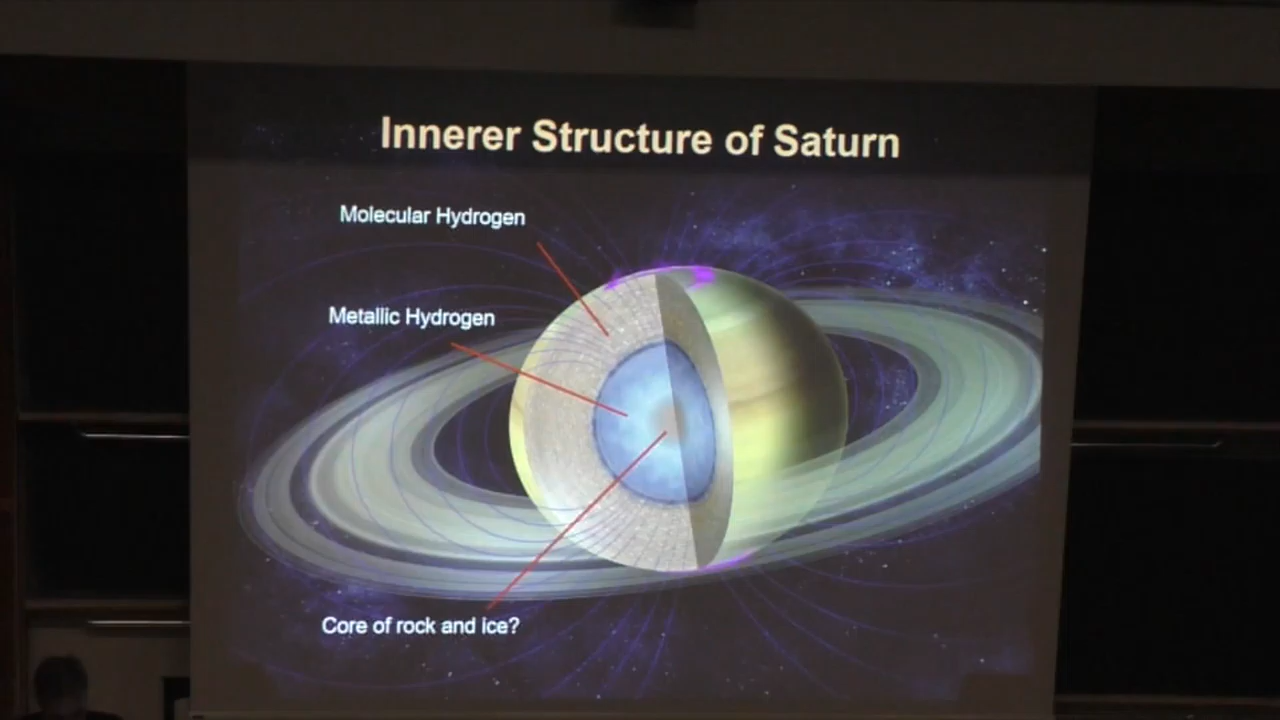 Innerer Structure of Saturn
Molecular Hydrogen
Metallic Hydrogen
Core of rock and ice?